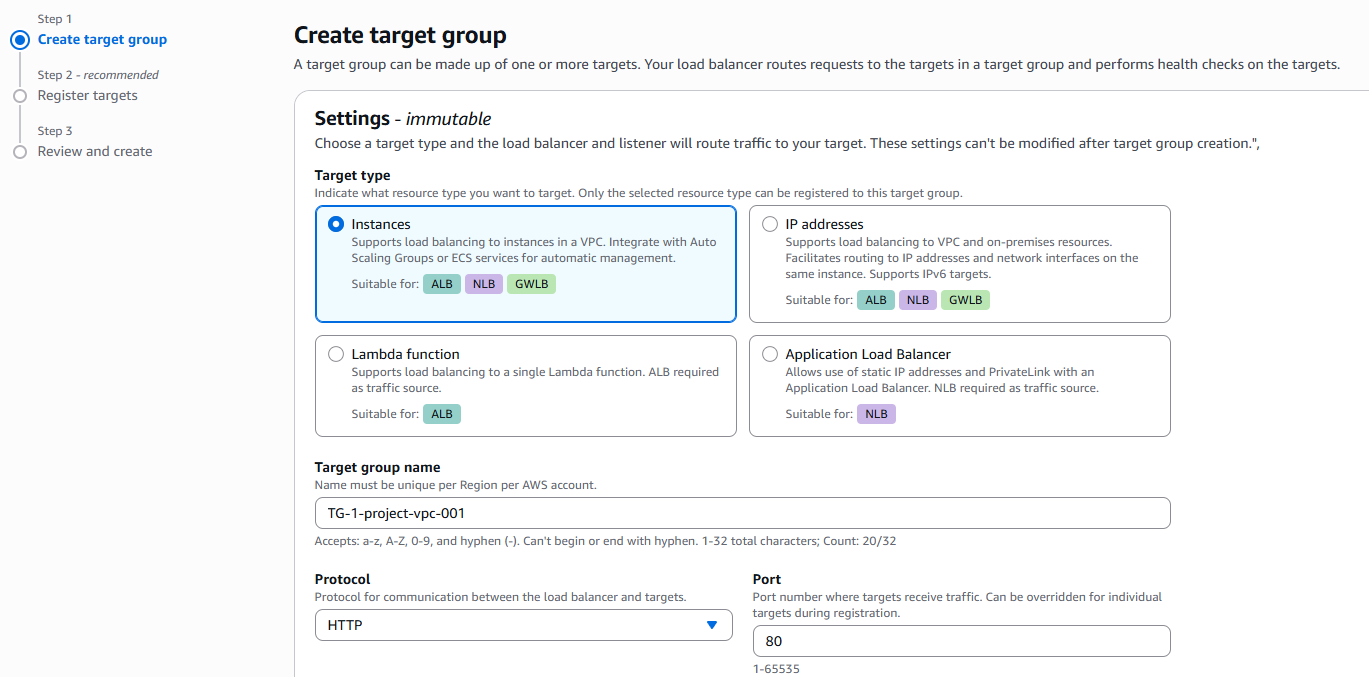 Step 1
Create target group
Step 2 - recommended
Register targets
Step 3
Review and create
Create target group
A target group can be made up of one or more targets. Your load balancer routes requests to the targets in a target group and performs health checks on the targets.
Settings - immutable
Choose a target type and the load balancer and listener will route traffic to your target. These settings can't be modified after target group creation.",
Target type
Indicate what resource type you want to target. Only the selected resource type can be registered to this target group.
Instances
Supports load balancing to instances in a VPC. Integrate with Auto
Scaling Groups or ECS services for automatic management.
Suitable for: ALB NLB GWLB
IP addresses
Supports load balancing to VPC and on-premises resources.
Facilitates routing to IP addresses and network interfaces on the
same instance. Supports IPv6 targets.
Suitable for: ALB NLB GWLB
Lambda function
Supports load balancing to a single Lambda function. ALB required
as traffic source.
Suitable for: ALB
Application Load Balancer
Allows use of static IP addresses and PrivateLink with an
Application Load Balancer. NLB required as traffic source.
Suitable for: NLB
Target group name
Name must be unique per Region per AWS account.
TG-1-project-vpc-001
Accepts: a-z, A-Z, 0-9, and hyphen (-). Can't begin or end with hyphen. 1-32 total characters; Count: 20/32
Protocol
Protocol for communication between the load balancer and targets.
HTTP
Port
Port number where targets receive traffic. Can be overridden for individual
targets during registration.
80
1-65535